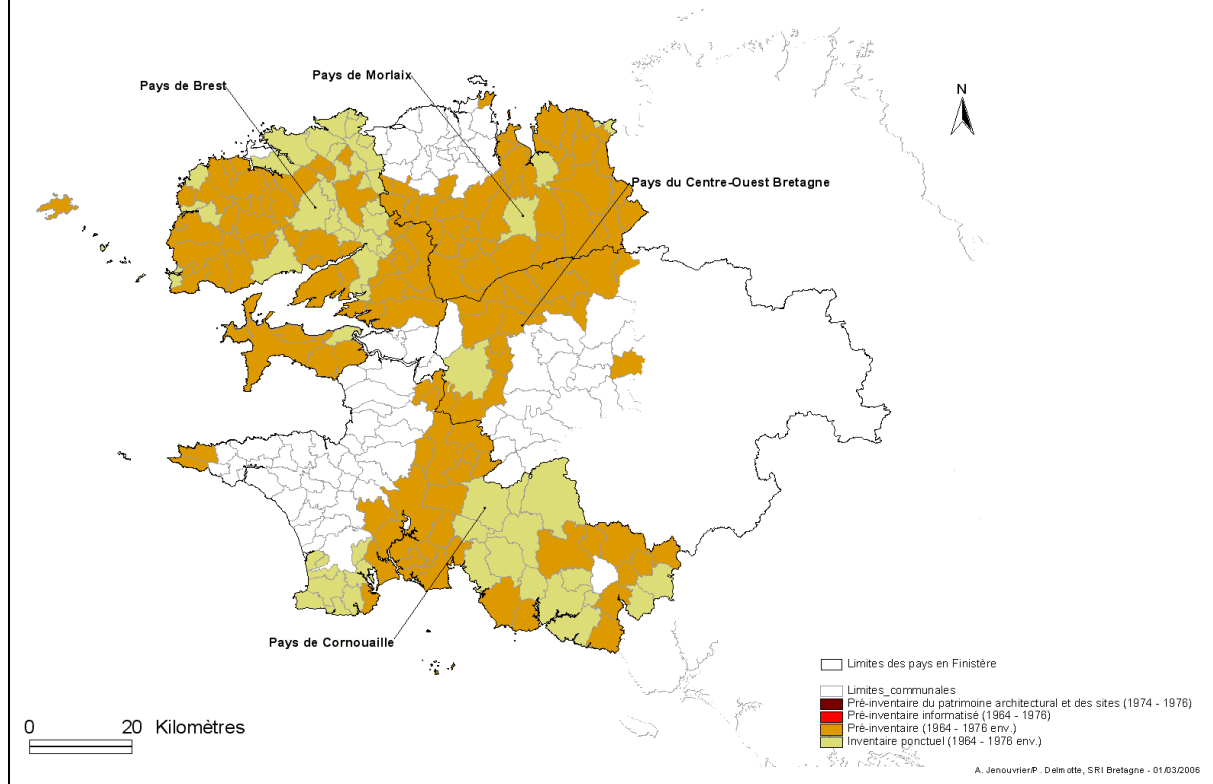 Pays de Morlaix
Pays de Brest
N
Pays du Centre-Ouest Bretagne
Pays de Cornouaille
Limites des pays en Finistère
Limites_communales
Pré-inventaire du patrimoine architectural et des sites (1974 - 1976)
Pré-inventaire informatisé (1964 - 1976)
Pré-inventaire (1964 - 1976 env.)
Inventaire ponctuel (1964 - 1976 env.)
0 20 Kilomètres
A. Jenouvrier/P. Delmotte, SRI Bretagne - 01/03/2006